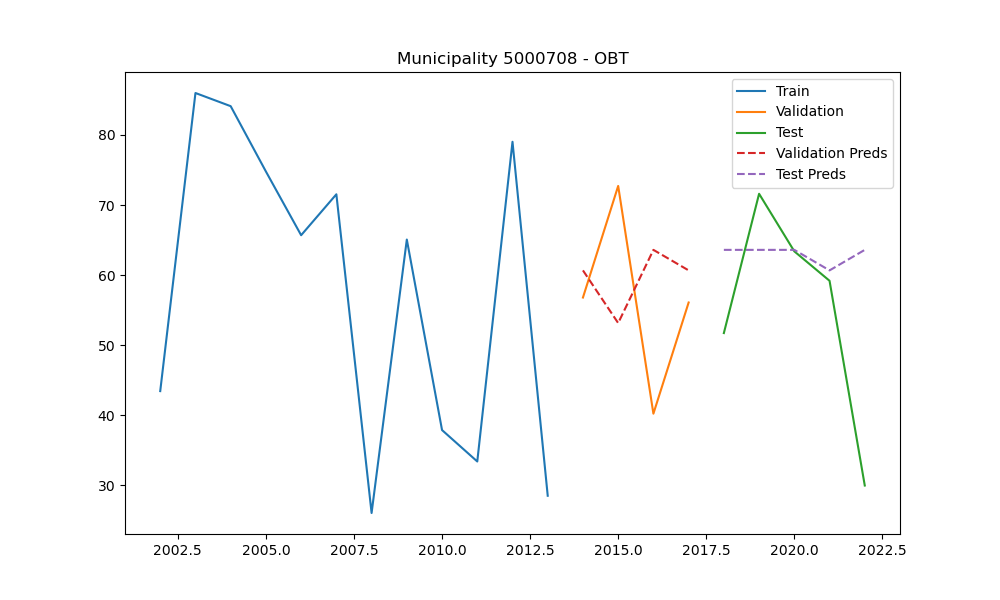 Municipality 5000708 - OBT
Train
Validation
Test
Validation Preds
Test Preds
80
70
60
50
40
30
2002.5 2005.0 2007.5 2010.0 2012.5 2015.0 2017.5 2020.0 2022.5